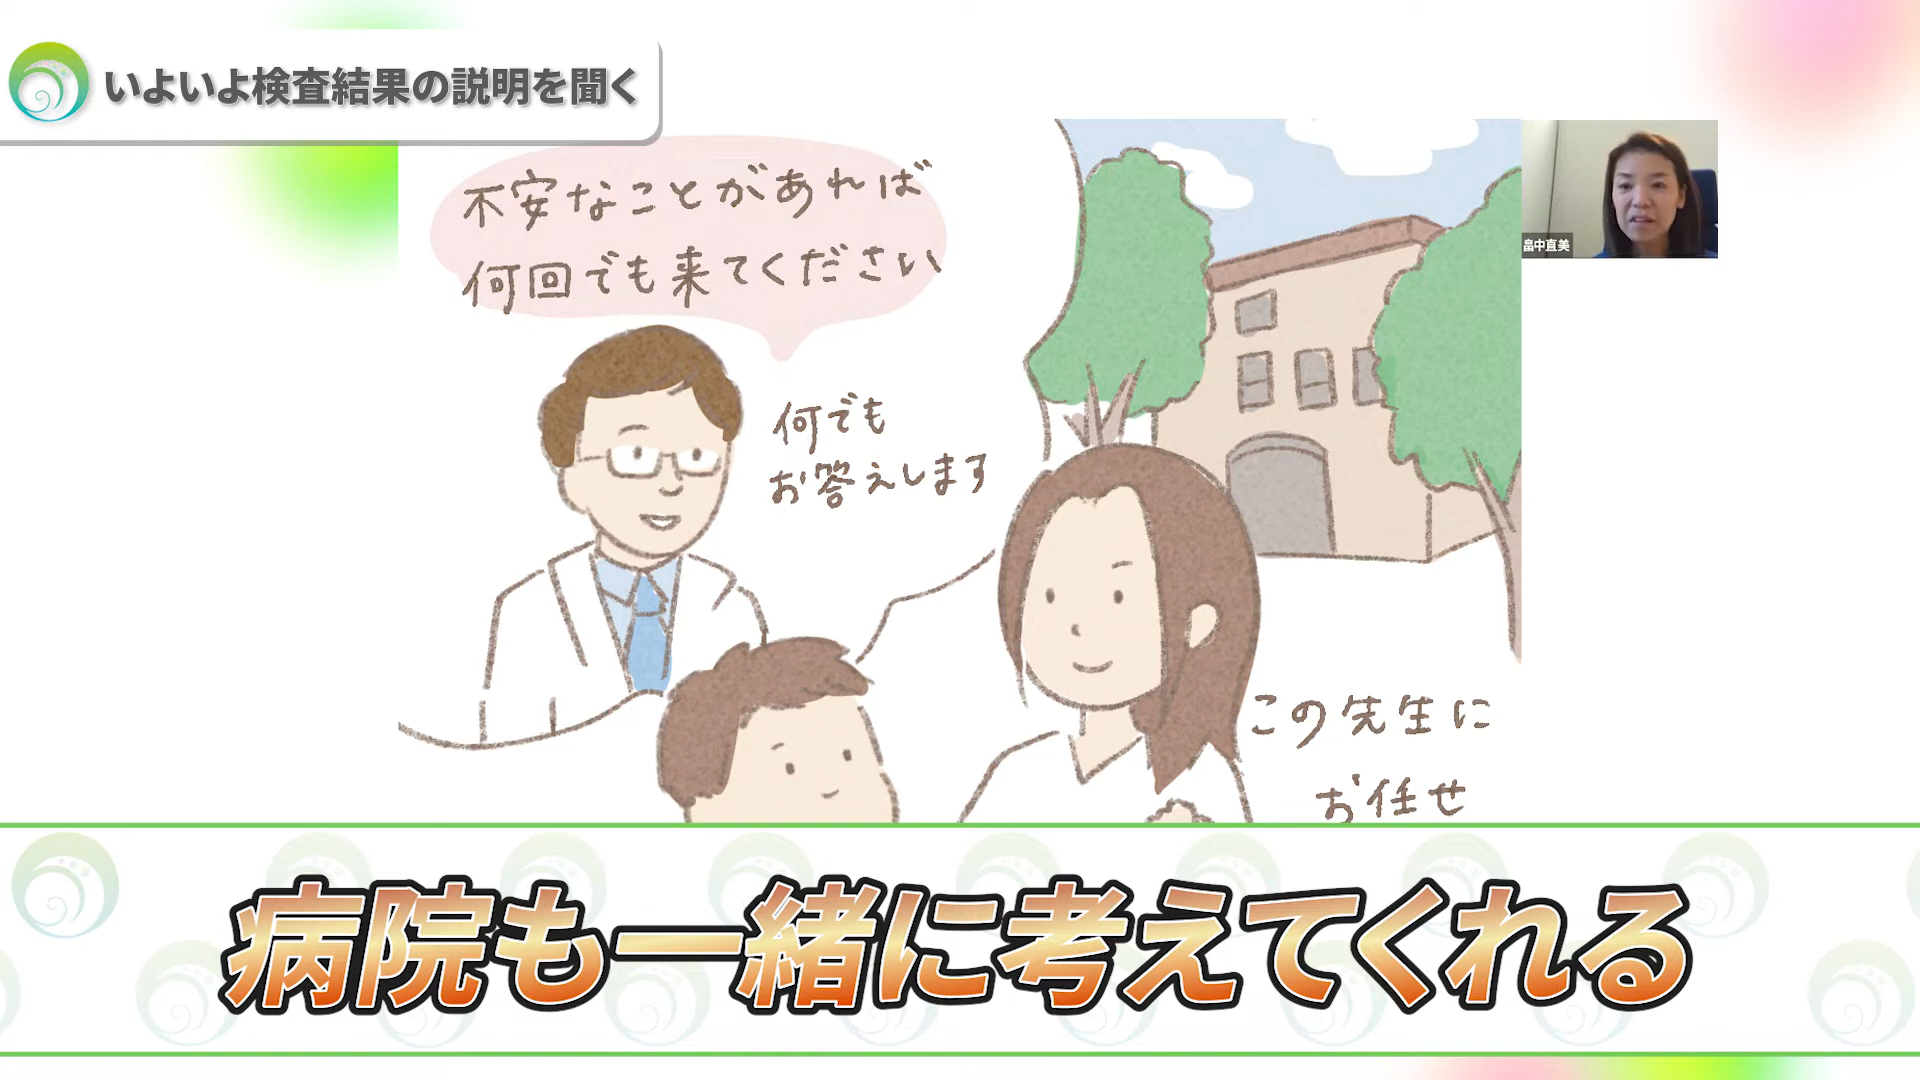 いよいよ検査結果の説明を聞く
不安なことがあれば
何回でも来てください
畠中直美
何でも
お答えします
この先生に
お任せ
病院も一緒に考えてくれる